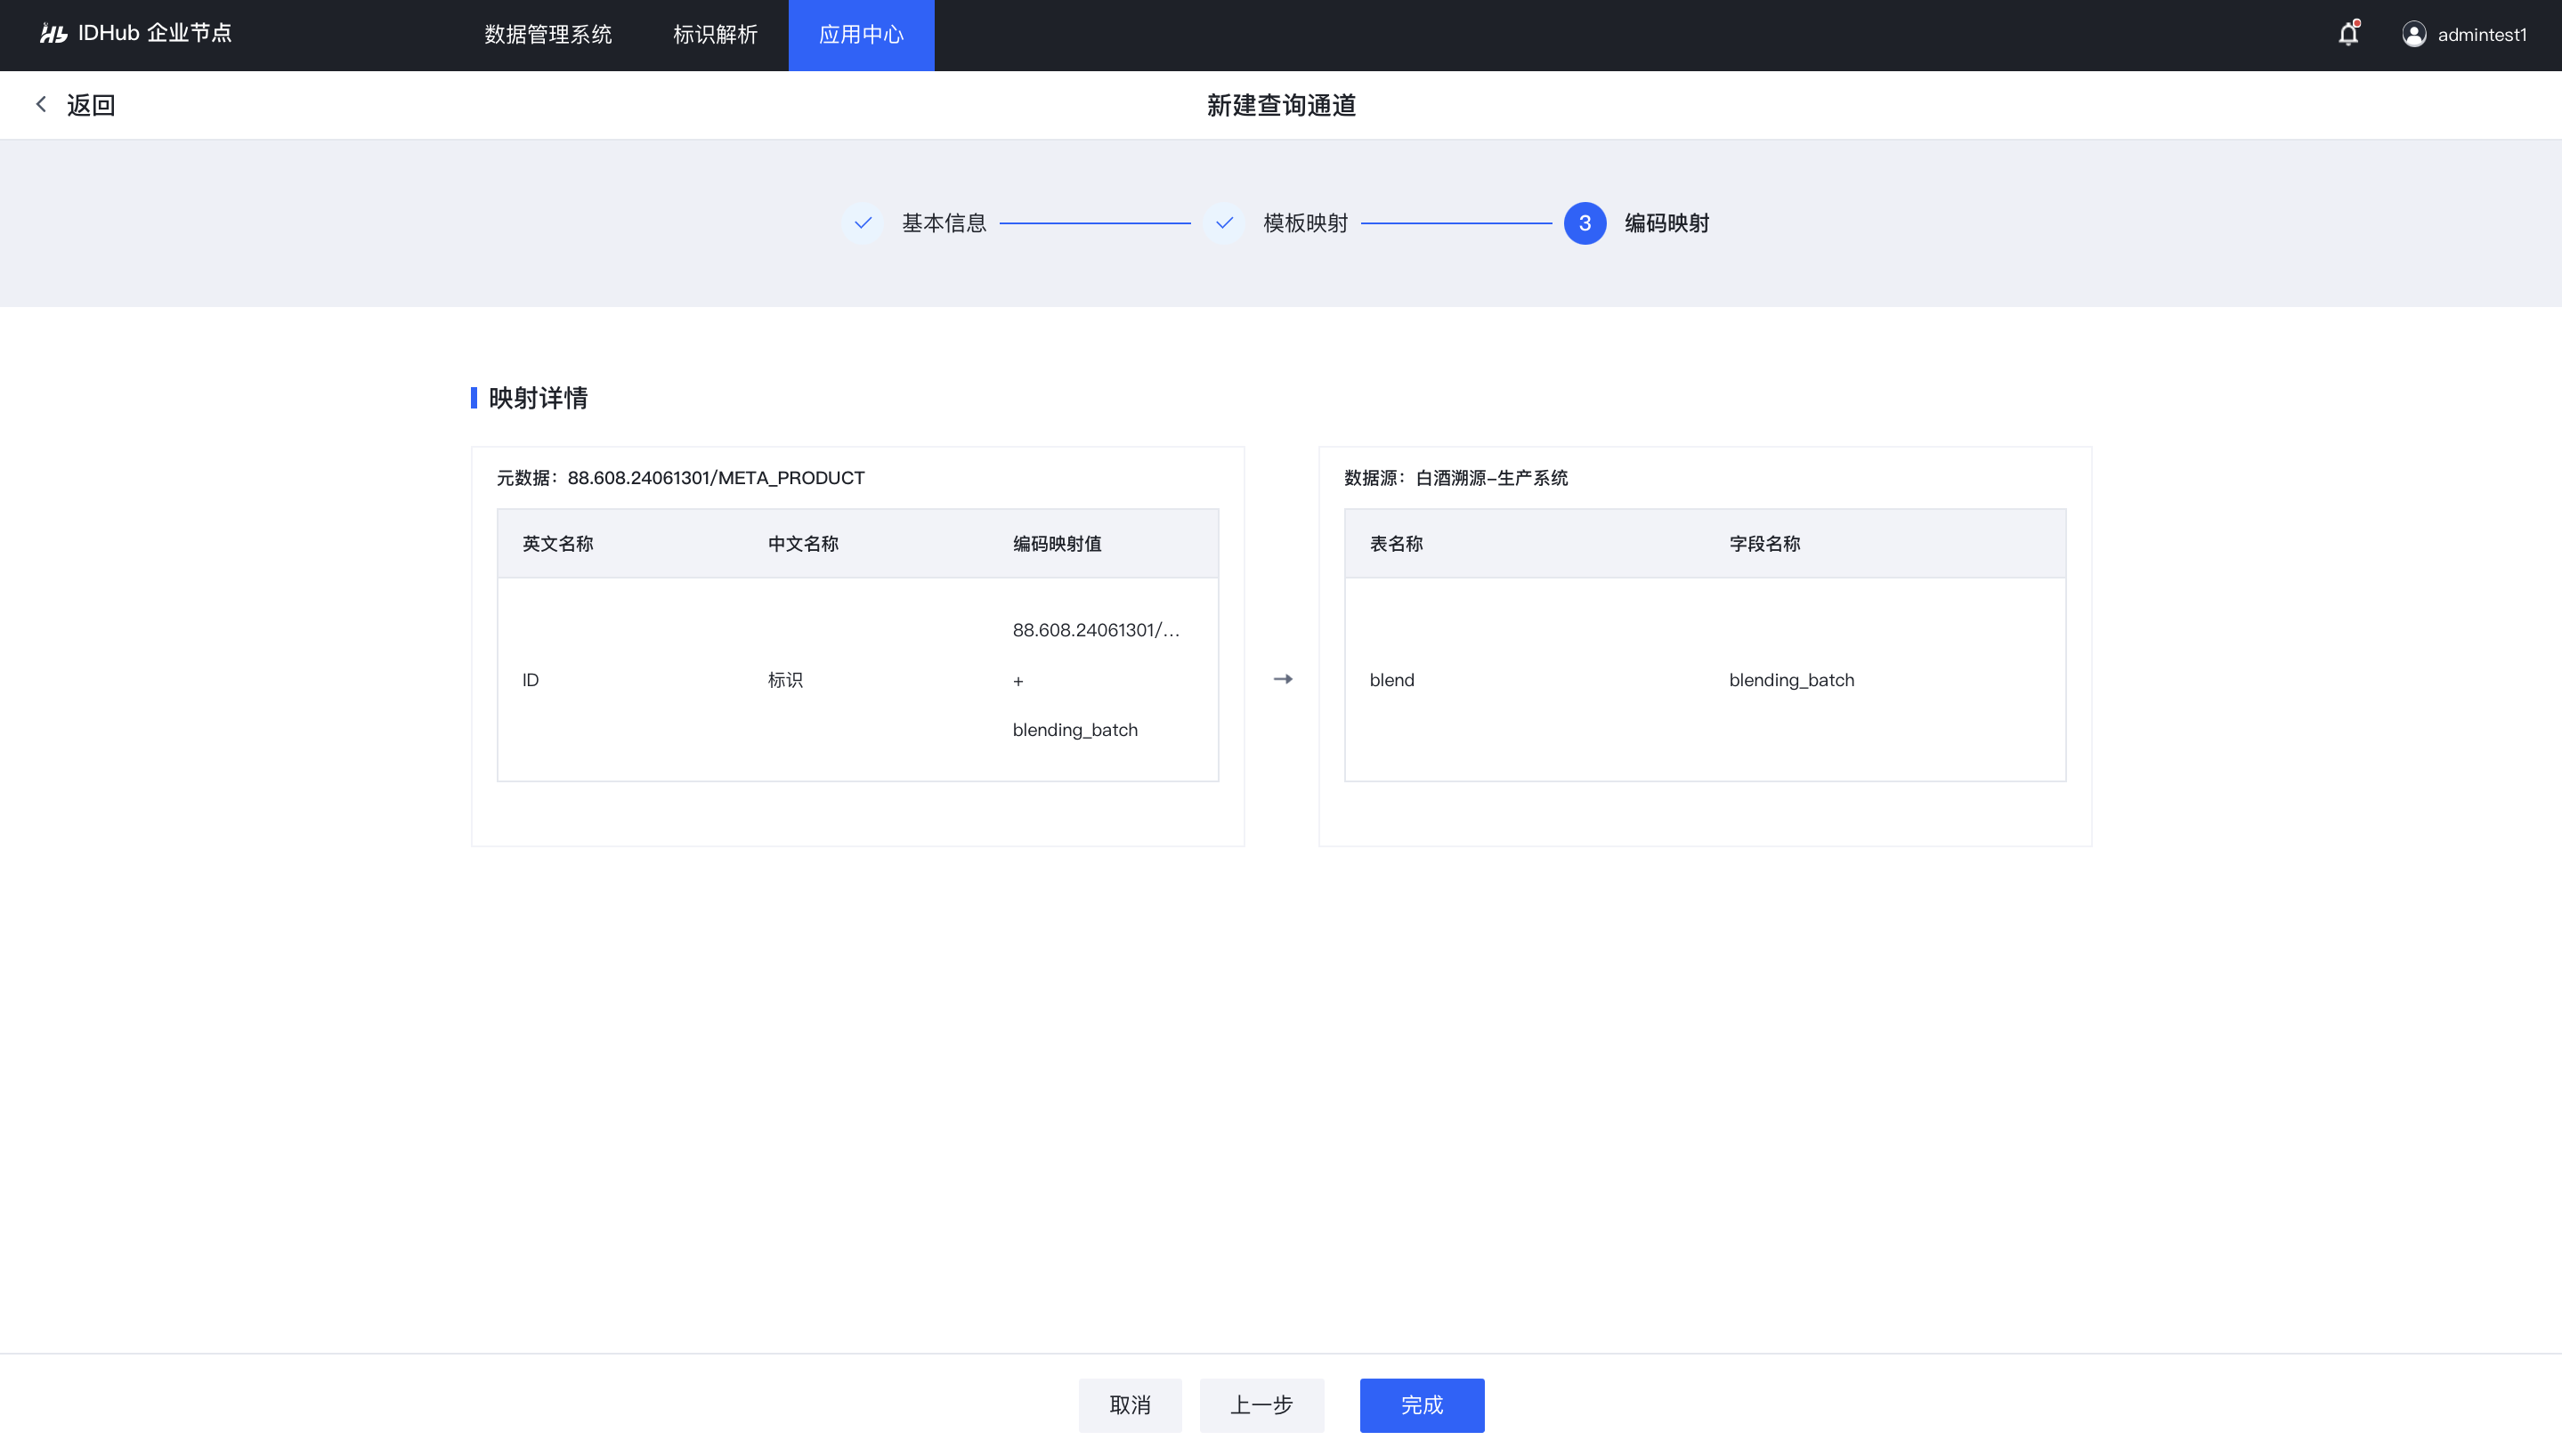 IDHub 企业节点
数据管理系统
标识解析
应用中心
admintest1
返回
新建查询通道
基本信息
模板映射
3
编码映射
映射详情
元数据：88.608.24061301/META_PRODUCT
英文名称
中文名称
编码映射值
ID
标识
88.608.24061301/...
+
blending_batch
数据源：白酒溯源–生产系统
表名称
字段名称
blend
blending_batch
取消
上一步
完成